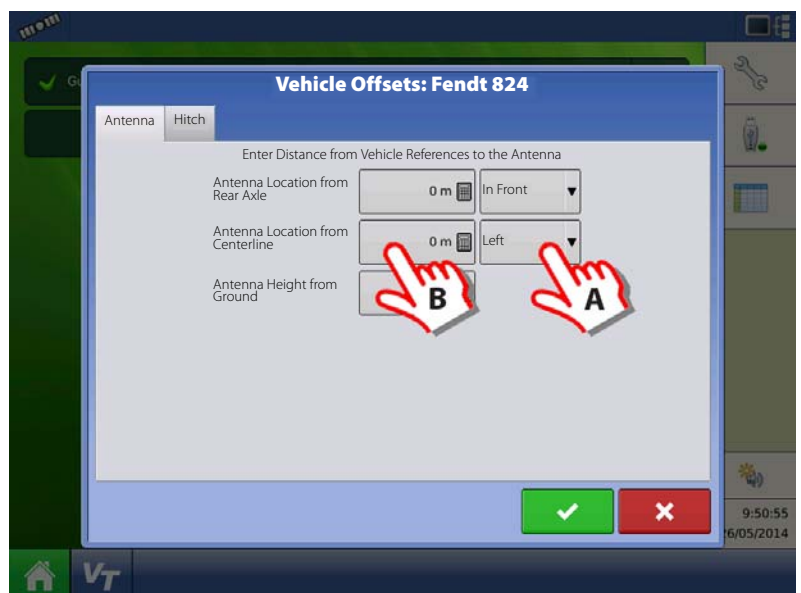 Gu
Vehicle Offsets: Fendt 824
Antenna
Hitch
Enter Distance from Vehicle References to the Antenna
Antenna Location from
Rear Axle
0 m
In Front
Antenna Location from
Centerline
0 m
Left
Antenna Height from
Ground
B
A
9:50:55
6/05/2014
VT